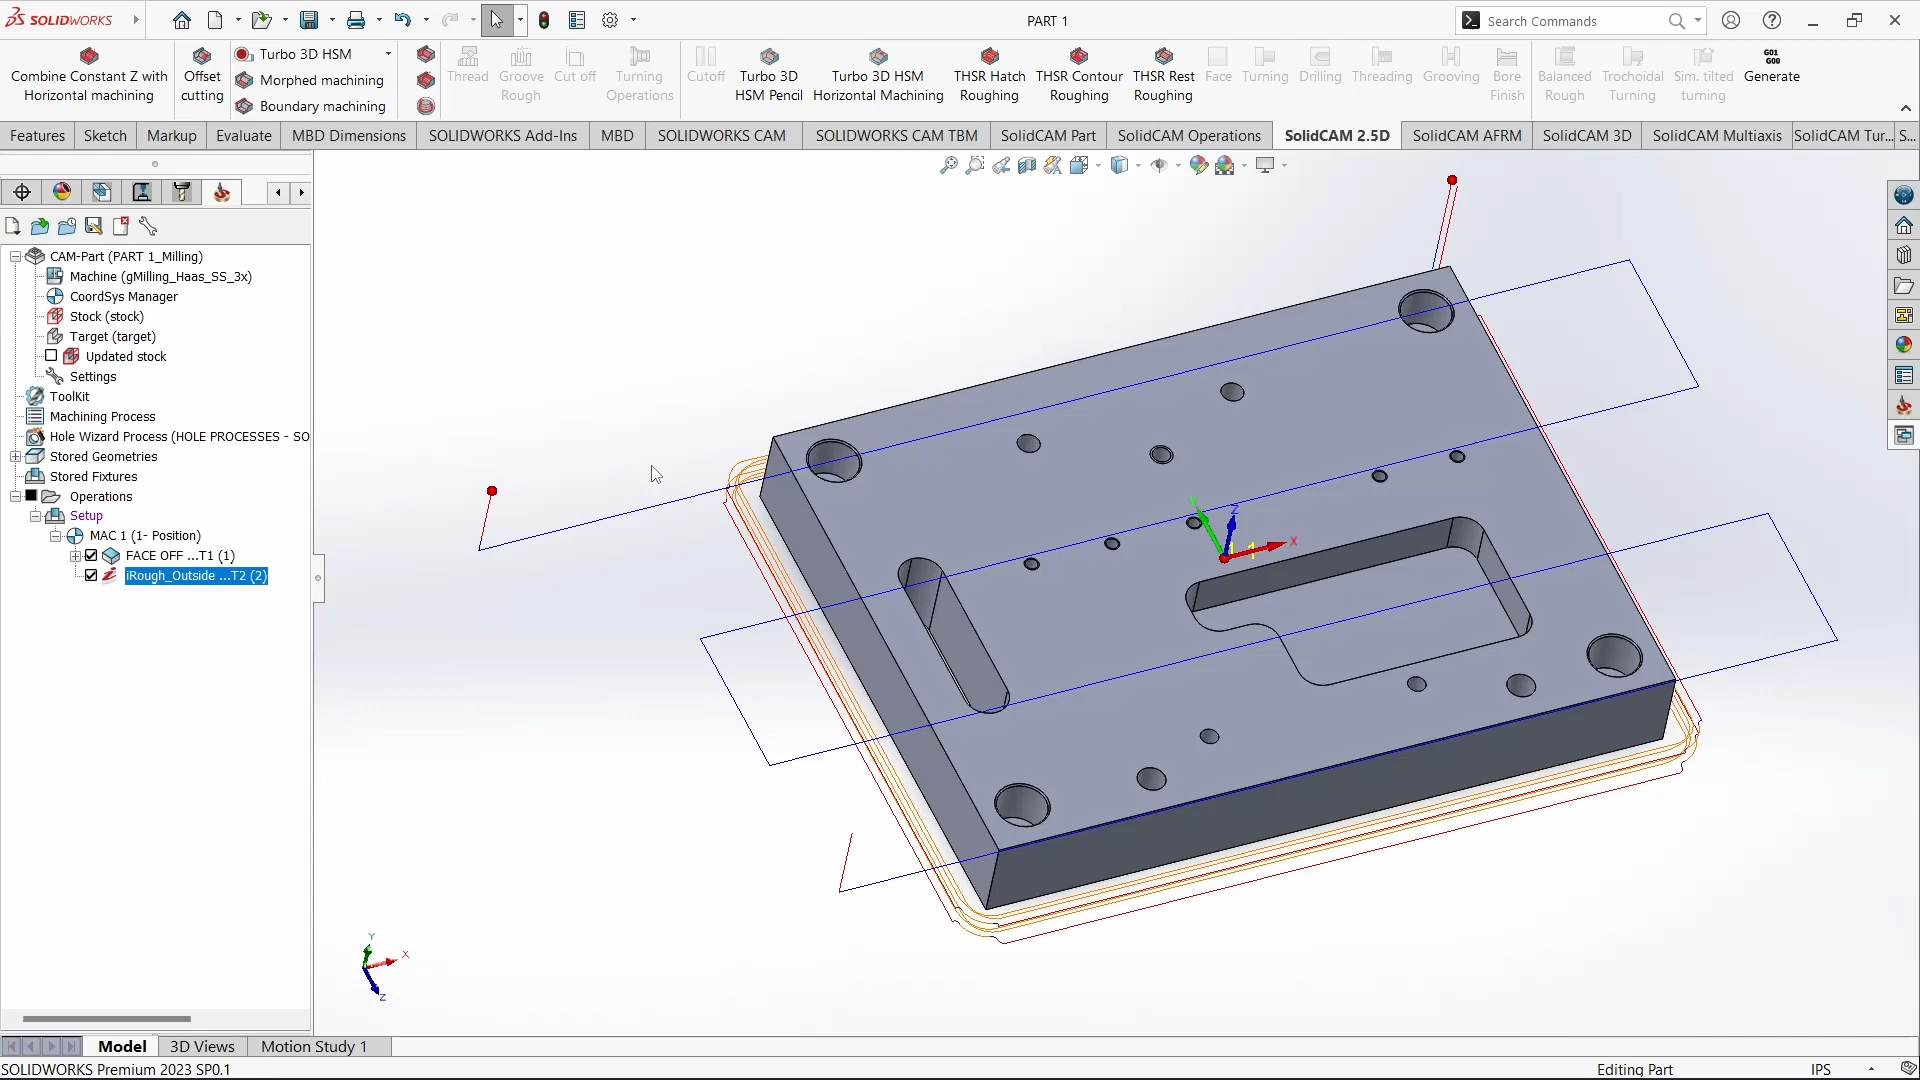 SOLIDWORKS
PART 1
Search Commands
Combine Constant Z with
Horizontal machining
Offset
cutting
Turbo 3D HSM
Morphed machining
Boundary machining
Thread
Groove
Rough
Cut off
Turning
Operations
Cutoff
Turbo 3D
HSM Pencil
Turbo 3D HSM
Horizontal Machining
THSR Hatch
Roughing
THSR Contour
Roughing
THSR Rest
Roughing
Face
Turning
Drilling
Threading
Grooving
Bore
Finish
Balanced
Rough
Trochoidal
Turning
Sim. tilted
turning
G01
G00
Generate
Features
Sketch
Markup
Evaluate
MBD Dimensions
SOLIDWORKS Add-Ins
MBD
SOLIDWORKS CAM
SOLIDWORKS CAM TBM
SolidCAM Part
SolidCAM Operations
SolidCAM 2.5D
SolidCAM AFRM
SolidCAM 3D
SolidCAM Multiaxis
SolidCAM Tur...
S...
CAM-Part (PART 1_Milling)
Machine (gMilling_Haas_SS_3x)
CoordSys Manager
Stock (stock)
Target (target)
Updated stock
Settings
ToolKit
Machining Process
Hole Wizard Process (HOLE PROCESSES - SO
Stored Geometries
Stored Fixtures
Operations
Setup
MAC 1 (1- Position)
FACE OFF ...T1 (1)
iRough_Outside ...T2 (2)
Z
X
Y
X
Z
Model
3D Views
Motion Study 1
SOLIDWORKS Premium 2023 SP0.1
Editing Part
IPS